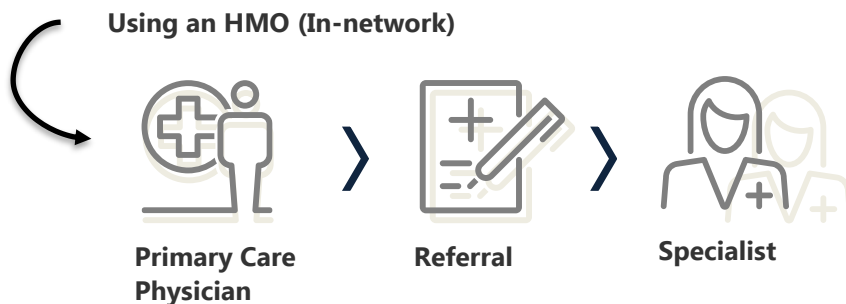 Using an HMO (In-network)
Primary Care
Physician
Referral
Specialist